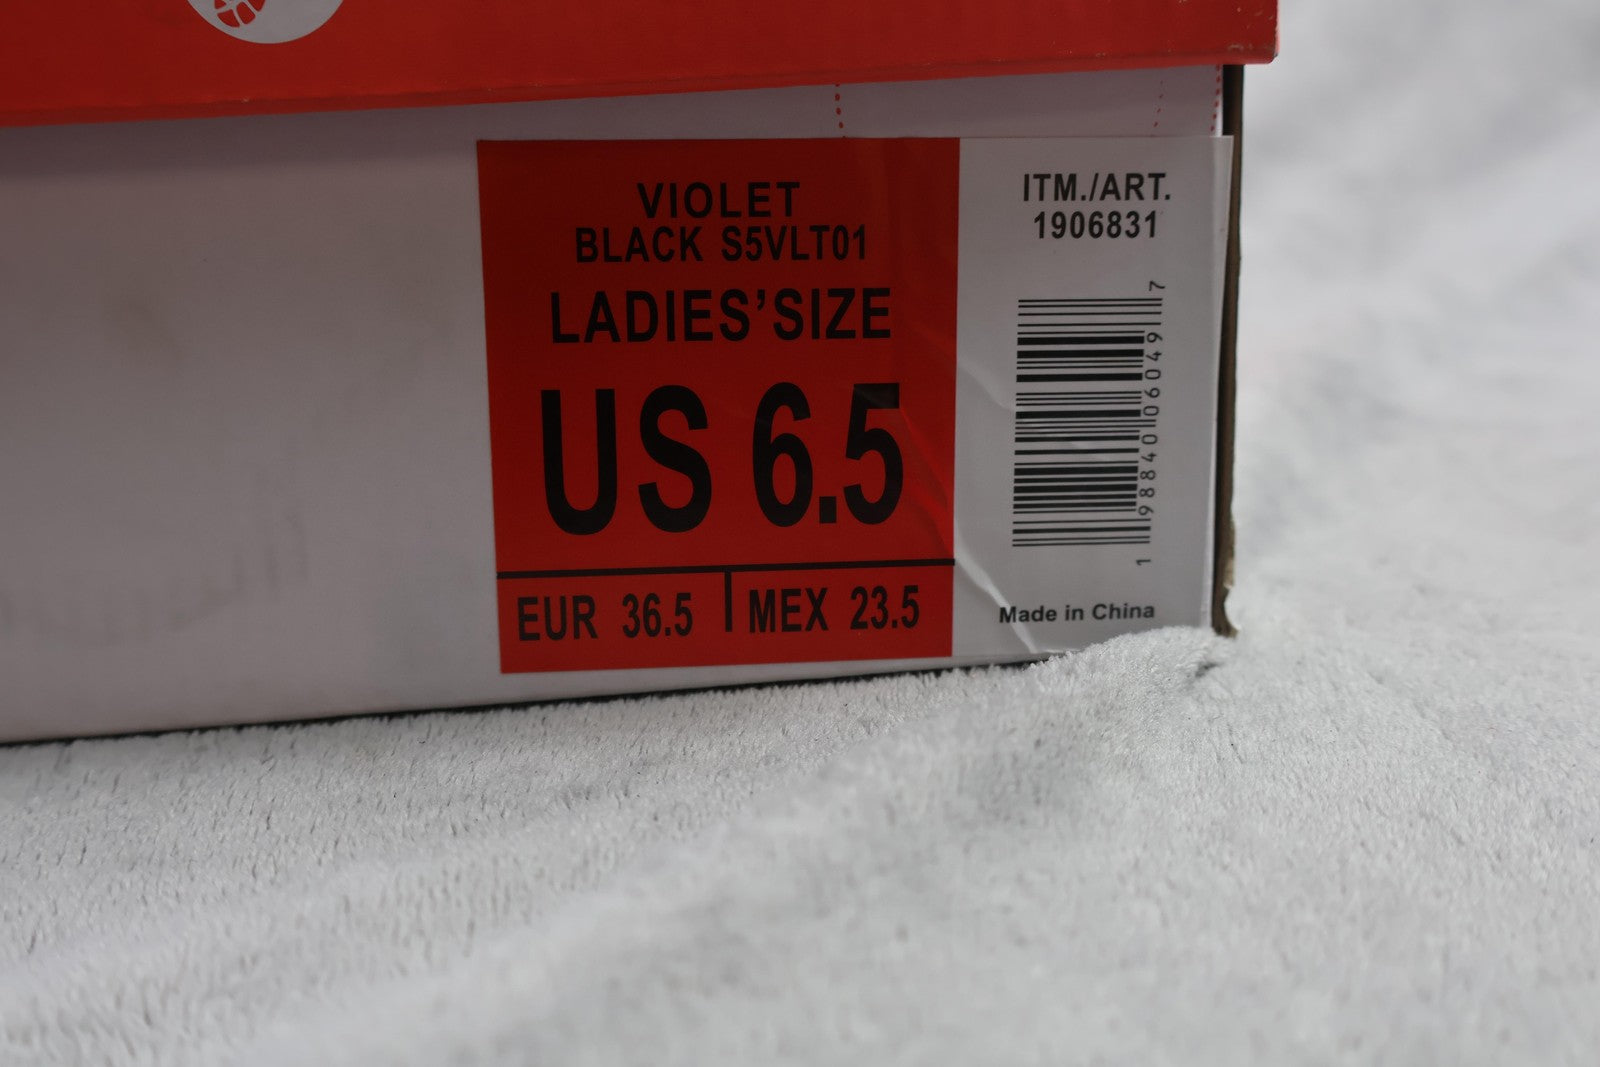 VIOLET
BLACK S5VLT01
LADIES'SIZE
US 6.5
EUR 36.5
MEX 23.5
ITM./ART.
1906831
1 98840 06049 7
Made in China